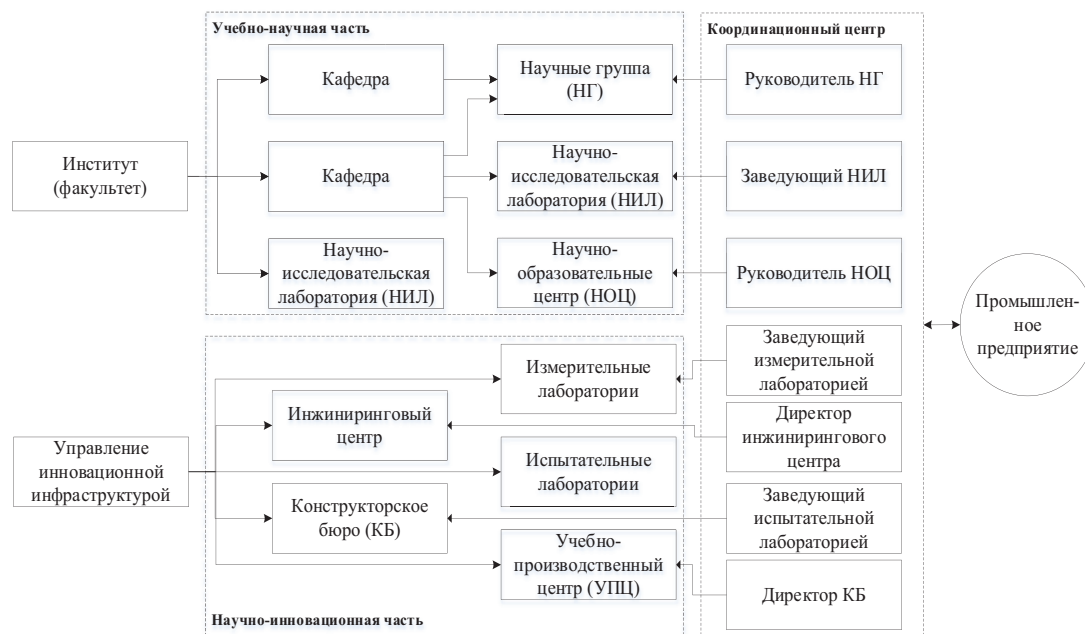 Учебно-научная часть
Координационный центр
Кафедра
Научные группа
(НГ)
Руководитель НГ
Институт
(факультет)
Кафедра
Научно-
исследовательская
лаборатория (НИЛ)
Заведующий НИЛ
Научно-
исследовательская
лаборатория (НИЛ)
Научно-
образовательные
центр (НОЦ)
Руководитель НОЦ
Промышлен-
ное
предприятие
Измерительные
лаборатории
Заведующий
измерительной
лабораторией
Инжиниринговый
центр
Директор
инжинирингового
центра
Управление
инновационной
инфраструктурой
Испытательные
лаборатории
Конструкторское
бюро (КБ)
Заведующий
испытательной
лабораторией
Учебно-
производственный
центр (УПЦ)
Директор КБ
Научно-инновационная часть